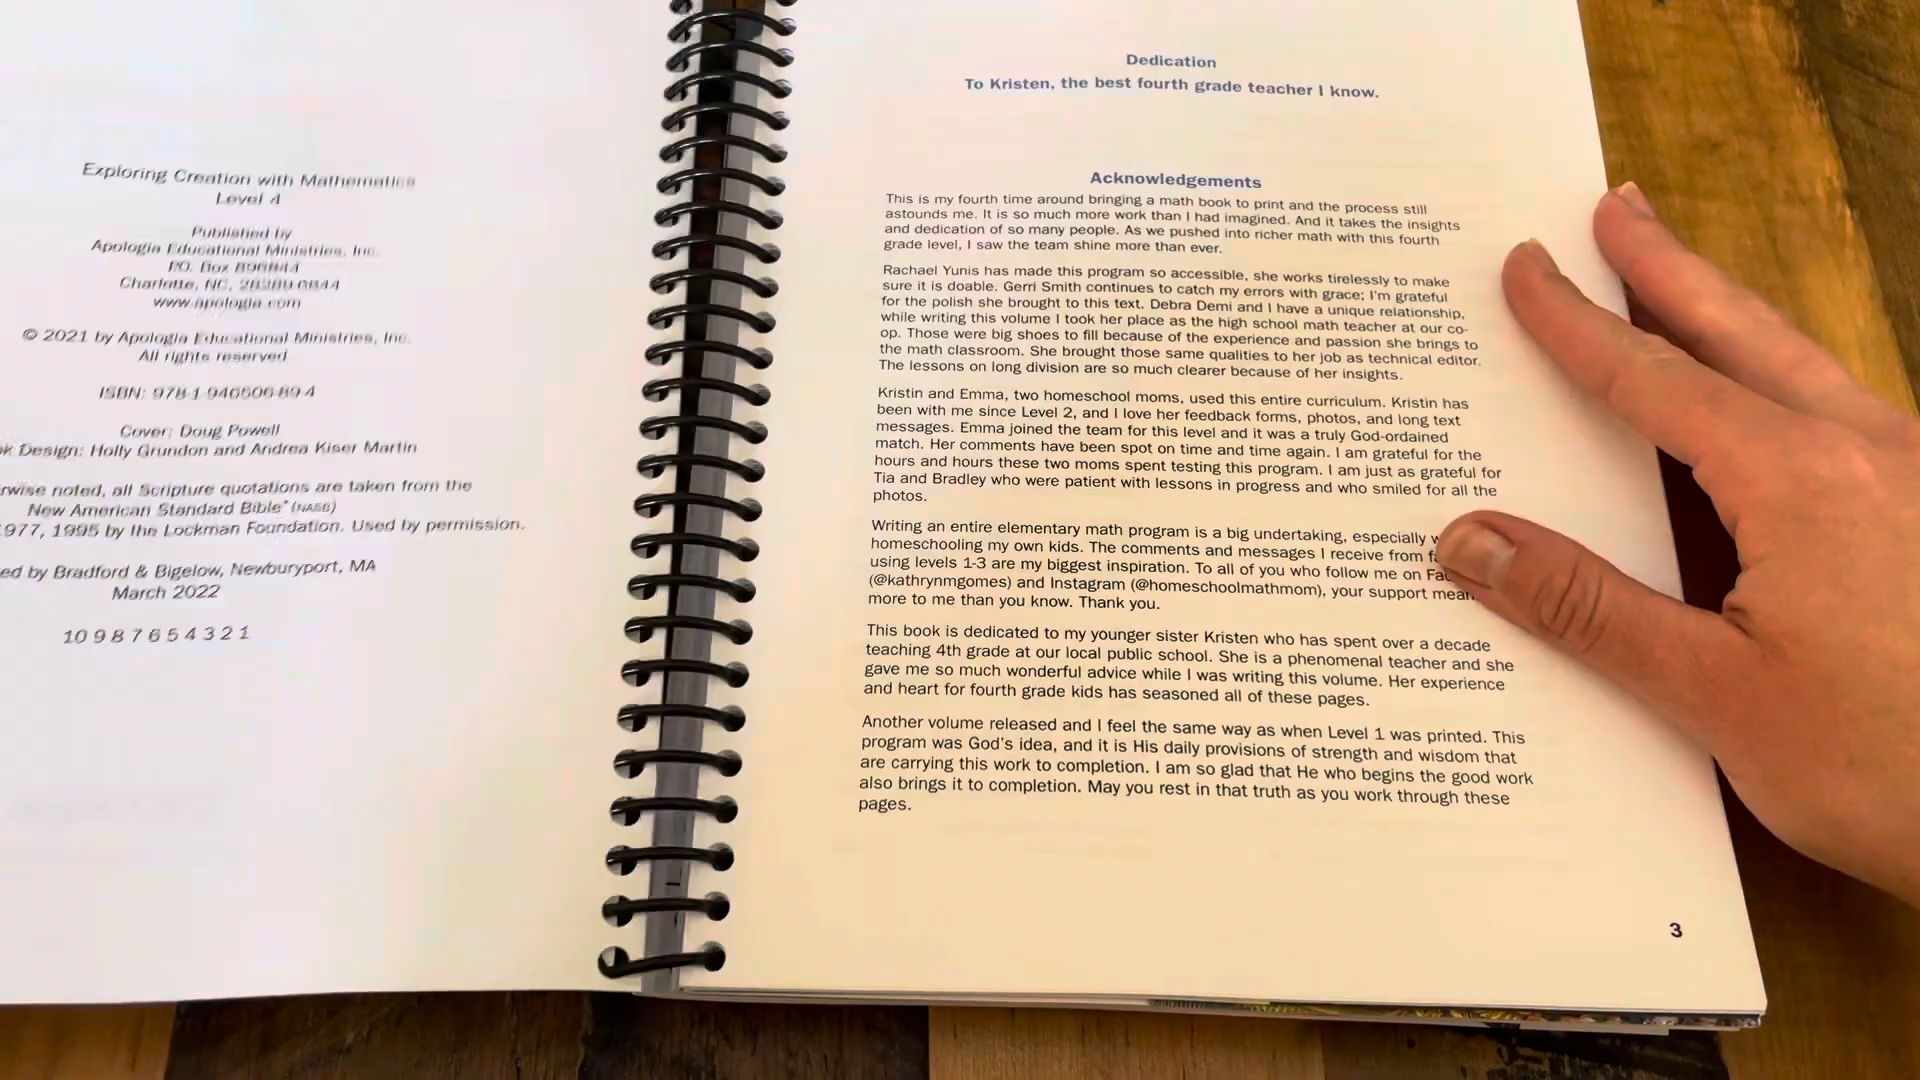 Exploring Creation with Mathematics
Level 4
Published by
Apologia Educational Ministries, Inc.
P.O. Box 896844
Charlotte, NC, 28289-6844
www.apologia.com
© 2021 by Apologia Educational Ministries, Inc.
All rights reserved
ISBN: 978-1-940506-89-4
Cover: Doug Powell
Design: Holly Grundon and Andrea Kiser Martin
noted, all Scripture quotations are taken from the
New American Standard Bible® (NASB)
1977, 1995 by the Lockman Foundation. Used by permission.
by Bradford & Bigelow, Newburyport, MA
March 2022
10 9 8 7 6 5 4 3 2 1
Dedication
To Kristen, the best fourth grade teacher I know.
Acknowledgements
This is my fourth time around bringing a math book to print and the process still
astounds me. It is so much more work than I had imagined. And it takes the insights
and dedication of so many people. As we pushed into richer math with this fourth
grade level, I saw the team shine more than ever.
Rachael Yunis has made this program so accessible, she works tirelessly to make
sure it is doable. Gerri Smith continues to catch my errors with grace; I'm grateful
for the polish she brought to this text. Debra Demi and I have a unique relationship,
while writing this volume I took her place as the high school math teacher at our co-
op. Those were big shoes to fill because of the experience and passion she brings to
the math classroom. She brought those same qualities to her job as technical editor.
The lessons on long division are so much clearer because of her insights.
Kristin and Emma, two homeschool moms, used this entire curriculum. Kristin has
been with me since Level 2, and I love her feedback forms, photos, and long text
messages. Emma joined the team for this level and it was a truly God-ordained
match. Her comments have been spot on time and time again. I am grateful for the
hours and hours these two moms spent testing this program. I am just as grateful for
Tia and Bradley who were patient with lessons in progress and who smiled for all the
photos.
Writing an entire elementary math program is a big undertaking, especially
homeschooling my own kids. The comments and messages I receive from
using levels 1-3 are my biggest inspiration. To all of you who follow me on
(@kathrynmgomes) and Instagram (@homeschoolmathmom), your support
more to me than you know. Thank you.
This book is dedicated to my younger sister Kristen who has spent over a decade
teaching 4th grade at our local public school. She is a phenomenal teacher and she
gave me so much wonderful advice while I was writing this volume. Her experience
and heart for fourth grade kids has seasoned all of these pages.
Another volume released and I feel the same way as when Level 1 was printed. This
program was God's idea, and it is His daily provisions of strength and wisdom that
are carrying this work to completion. I am so glad that He who begins the good work
also brings it to completion. May you rest in that truth as you work through these
pages.
3